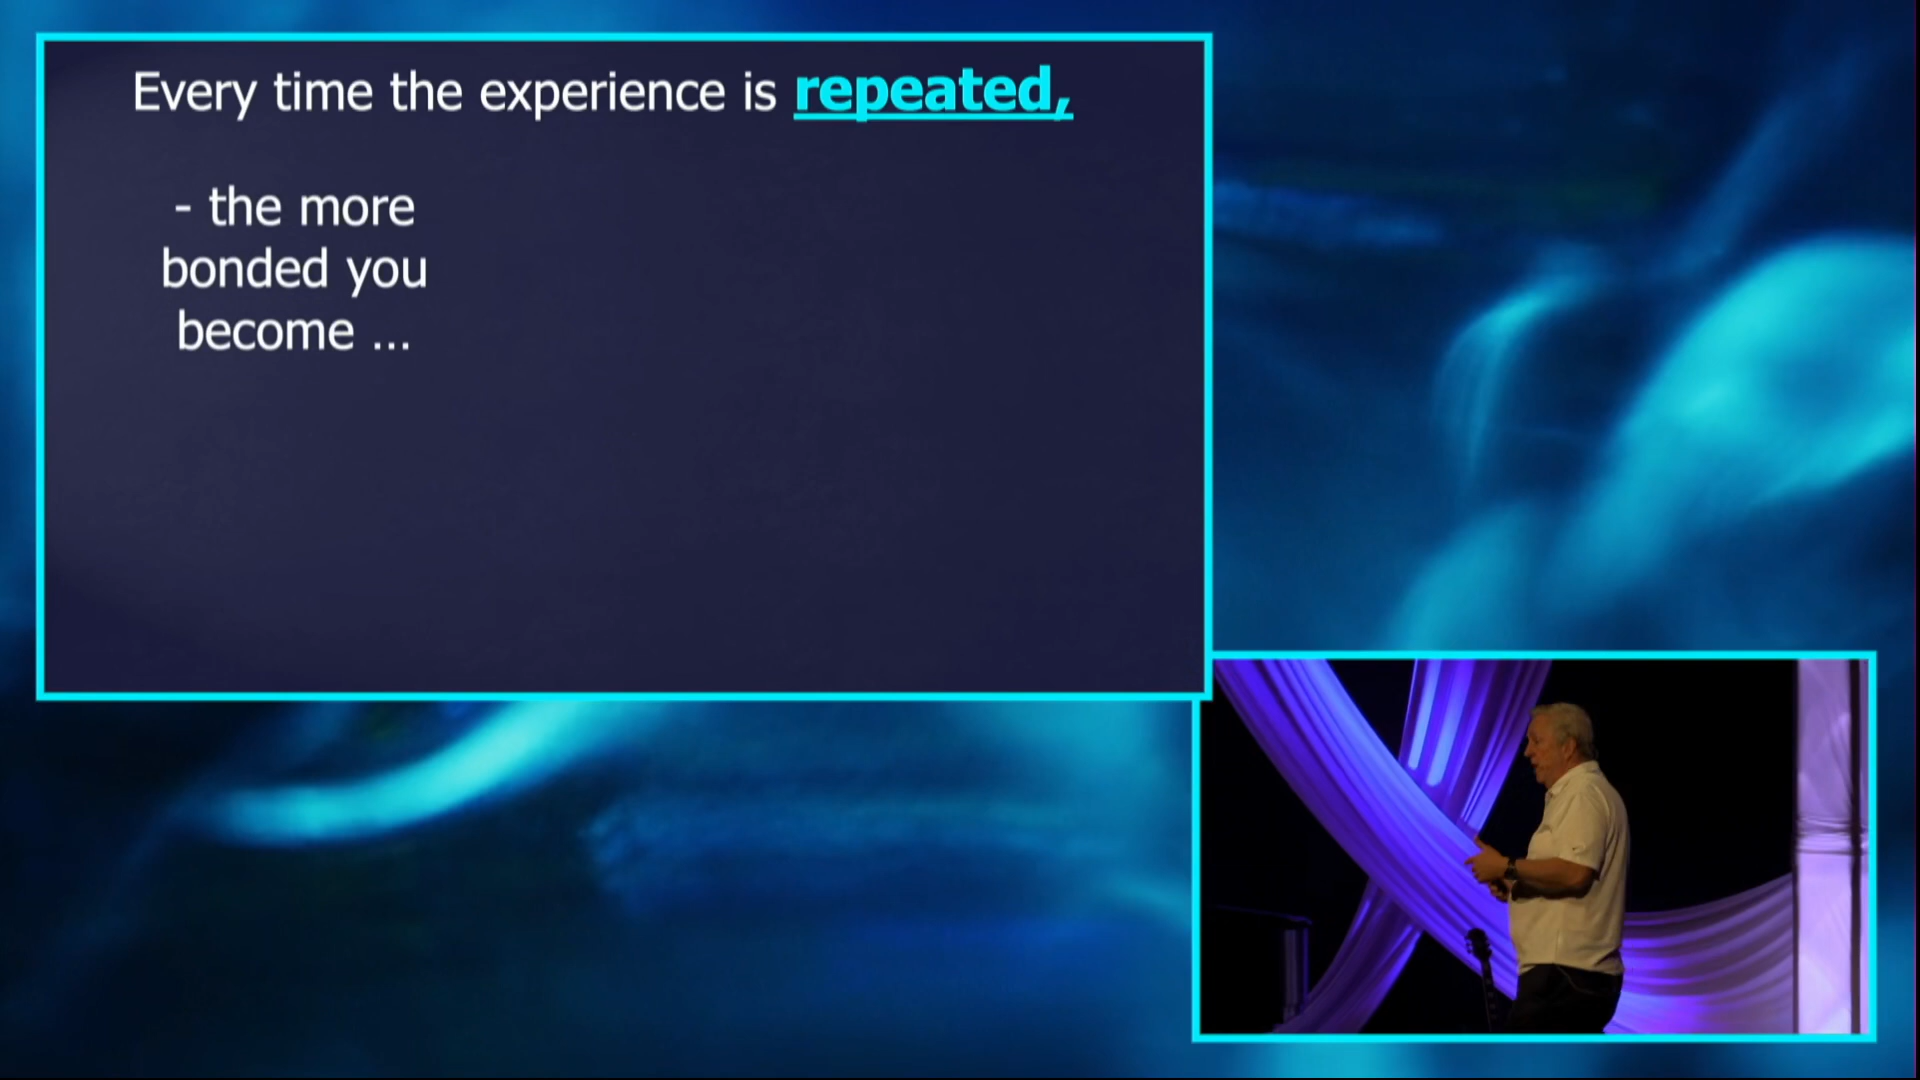 Every time the experience is repeated,
- the more
bonded you
become ...